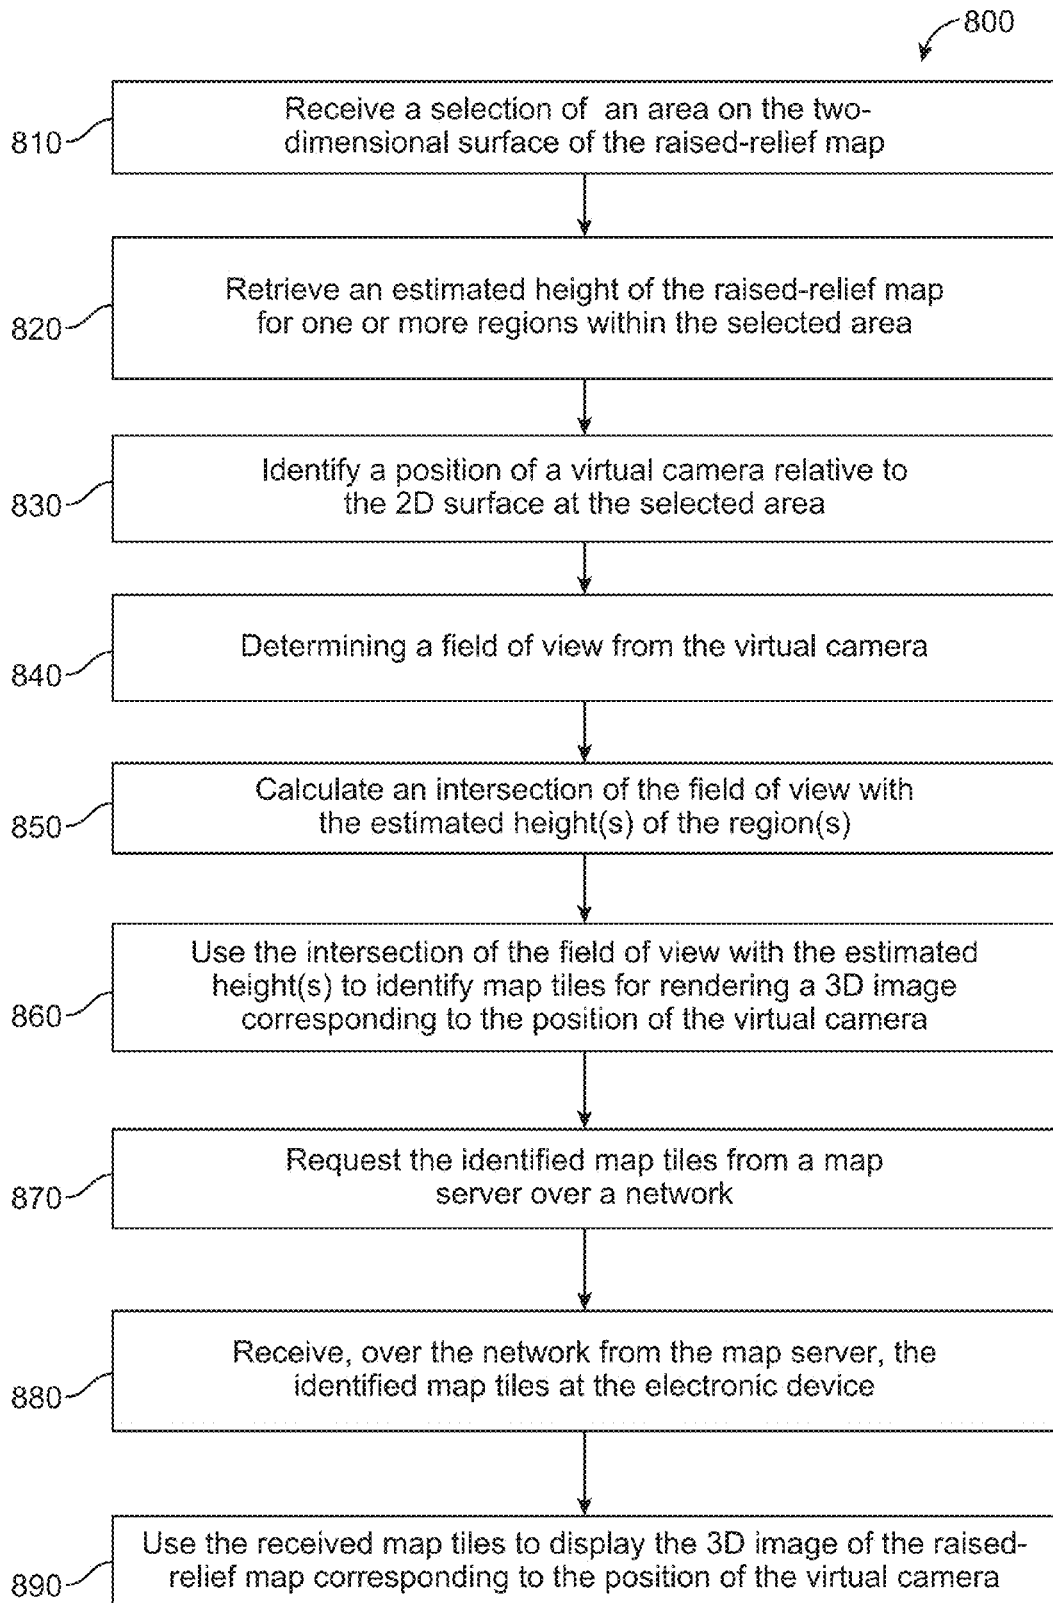 800
Receive a selection of an area on the two-
dimensional surface of the raised-relief map
810
Retrieve an estimated height of the raised-relief map
for one or more regions within the selected area
820
Identify a position of a virtual camera relative to
the 2D surface at the selected area
830
Determining a field of view from the virtual camera
840
Calculate an intersection of the field of view with
the estimated height(s) of the region(s)
850
Use the intersection of the field of view with the estimated
height(s) to identify map tiles for rendering a 3D image
corresponding to the position of the virtual camera
860
Request the identified map tiles from a map
server over a network
870
Receive, over the network from the map server, the
identified map tiles at the electronic device
880
Use the received map tiles to display the 3D image of the raised-
relief map corresponding to the position of the virtual camera
890